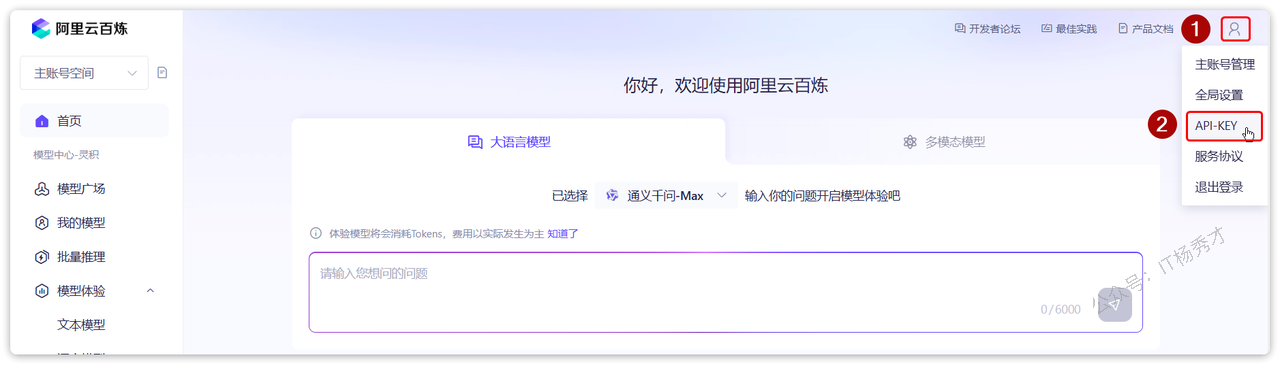 阿里云百炼
开发者论坛
最佳实践
产品文档
1
主账号空间
主账号管理
全局设置
2
API-KEY
服务协议
退出登录
首页
模型中心-灵积
模型广场
我的模型
批量推理
模型体验
文本模型
你好，欢迎使用阿里云百炼
大语言模型
多模态模型
已选择 通义千问-Max 输入你的问题开启模型体验吧
体验模型将会消耗Tokens，费用以实际发生为主 知道了
请输入您想问的问题
0/6000
公众号：IT杨秀才